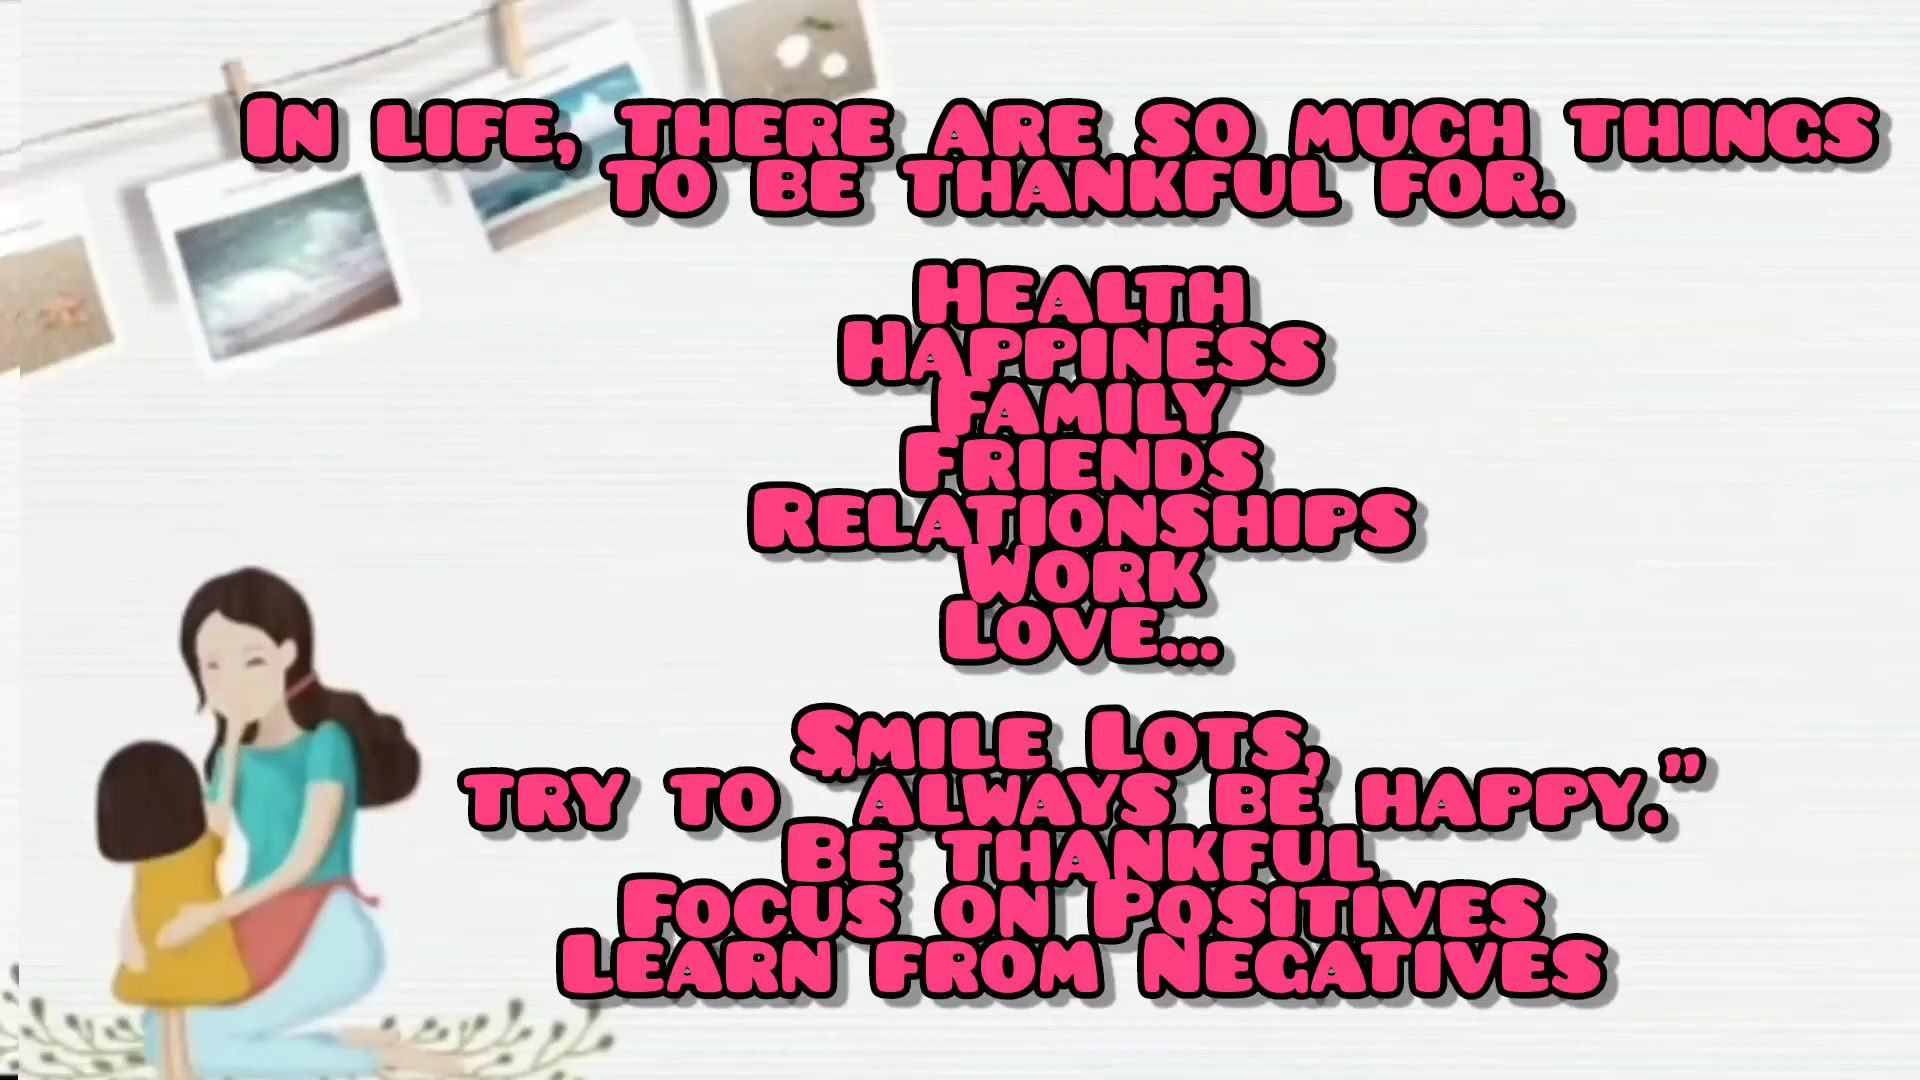 In life, there are so much things
to be thankful for.
Health
Happiness
Family
Friends
Relationships
Work
Love...
Smile Lots,
try to "always be happy."
Be thankful
Focus on Positives
Learn from Negatives